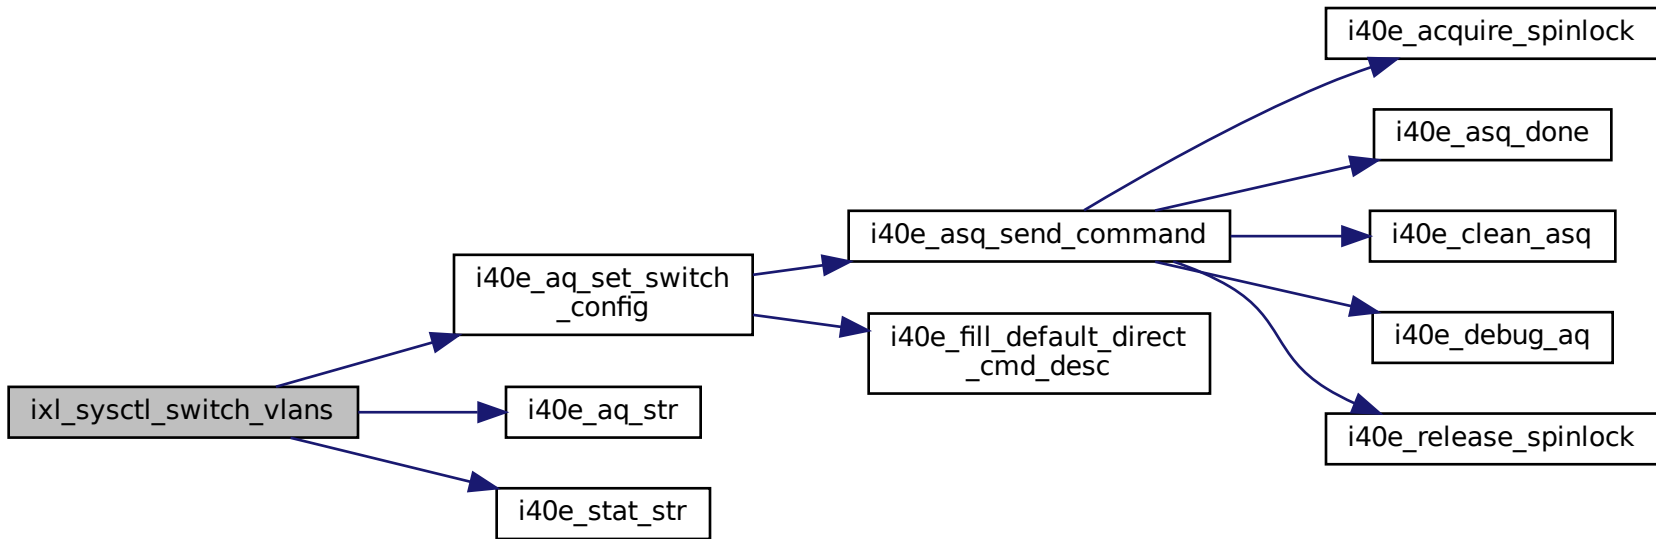 ixl_sysctl_switch_vlans
i40e_aq_set_switch
_config
i40e_aq_str
i40e_stat_str
i40e_asq_send_command
i40e_fill_default_direct
_cmd_desc
i40e_acquire_spinlock
i40e_asq_done
i40e_clean_asq
i40e_debug_aq
i40e_release_spinlock